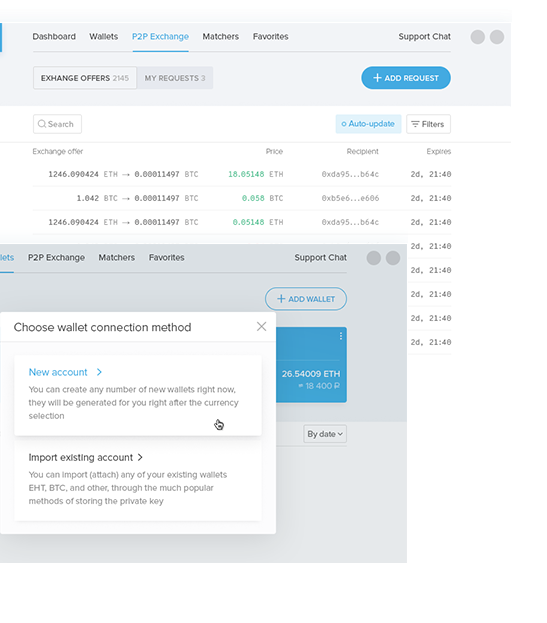 Dashboard Wallets P2P Exchange Matchers Favorites Support Chat
EXHANGE OFFERS 2145 MY REQUESTS 3 ADD REQUEST
Search Auto-update Filters
Exchange offer Price Recipient Expires
1246.090424 ETH → 0.00011497 BTC 18.05148 ETH 0xda95...b64c 2d, 21:40
1.042 BTC → 0.00011497 BTC 0.058 BTC 0xb5e6..e606 2d, 21:40
1246.090424 ETH → 0.00011497 BTC 0.05148 ETH 0xda95..b64c 2d, 21:40
2d, 21:40
lets P2P Exchange Matchers Favorites Support Chat
2d, 21:40
2d, 21:40
ADD WALLET
2d, 21:40
Choose wallet connection method
2d, 21:40
New account
26.54009 ETH
= 18 400 ₽
You can create any number of new wallets right now,
they will be generated for you right after the currency
selection
By date
Import existing account
You can import (attach) any of your existing wallets
EHT, BTC, and other, through the much popular
methods of storing the private key